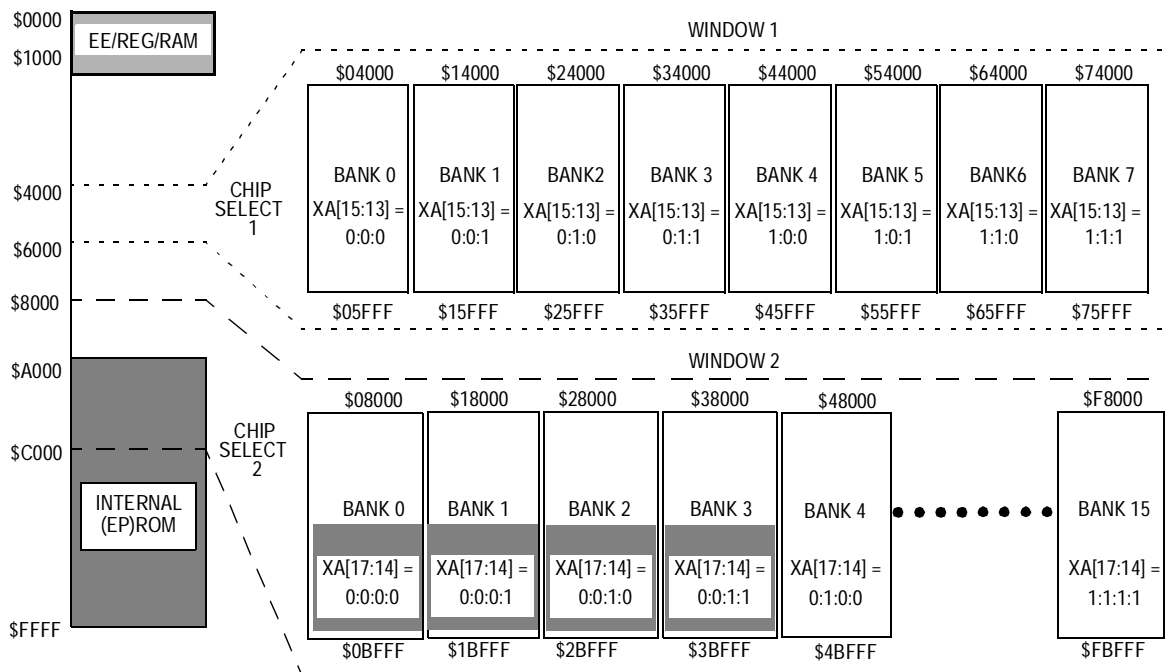 $0000
EE/REG/RAM
$1000
$4000
$6000
$8000
$A000
$C000
INTERNAL
(EP)ROM
$FFFF
CHIP
SELECT
1
CHIP
SELECT
2
WINDOW 1
$04000 $14000 $24000 $34000 $44000 $54000 $64000 $74000
BANK 0 BANK 1 BANK2 BANK 3 BANK 4 BANK 5 BANK6 BANK 7
XA[15:13] = XA[15:13] = XA[15:13] = XA[15:13] = XA[15:13] = XA[15:13] = XA[15:13] = XA[15:13] =
0:0:0 0:0:1 0:1:0 0:1:1 1:0:0 1:0:1 1:1:0 1:1:1
$05FFF $15FFF $25FFF $35FFF $45FFF $55FFF $65FFF $75FFF
WINDOW 2
$08000 $18000 $28000 $38000 $48000 $F8000
BANK 0 BANK 1 BANK 2 BANK 3 BANK 4 BANK 15
XA[17:14] = XA[17:14] = XA[17:14] = XA[17:14] = XA[17:14] = XA[17:14] =
0:0:0:0 0:0:0:1 0:0:1:0 0:0:1:1 0:1:0:0 1:1:1:1
$0BFFF $1BFFF $2BFFF $3BFFF $4BFFF $FBFFF